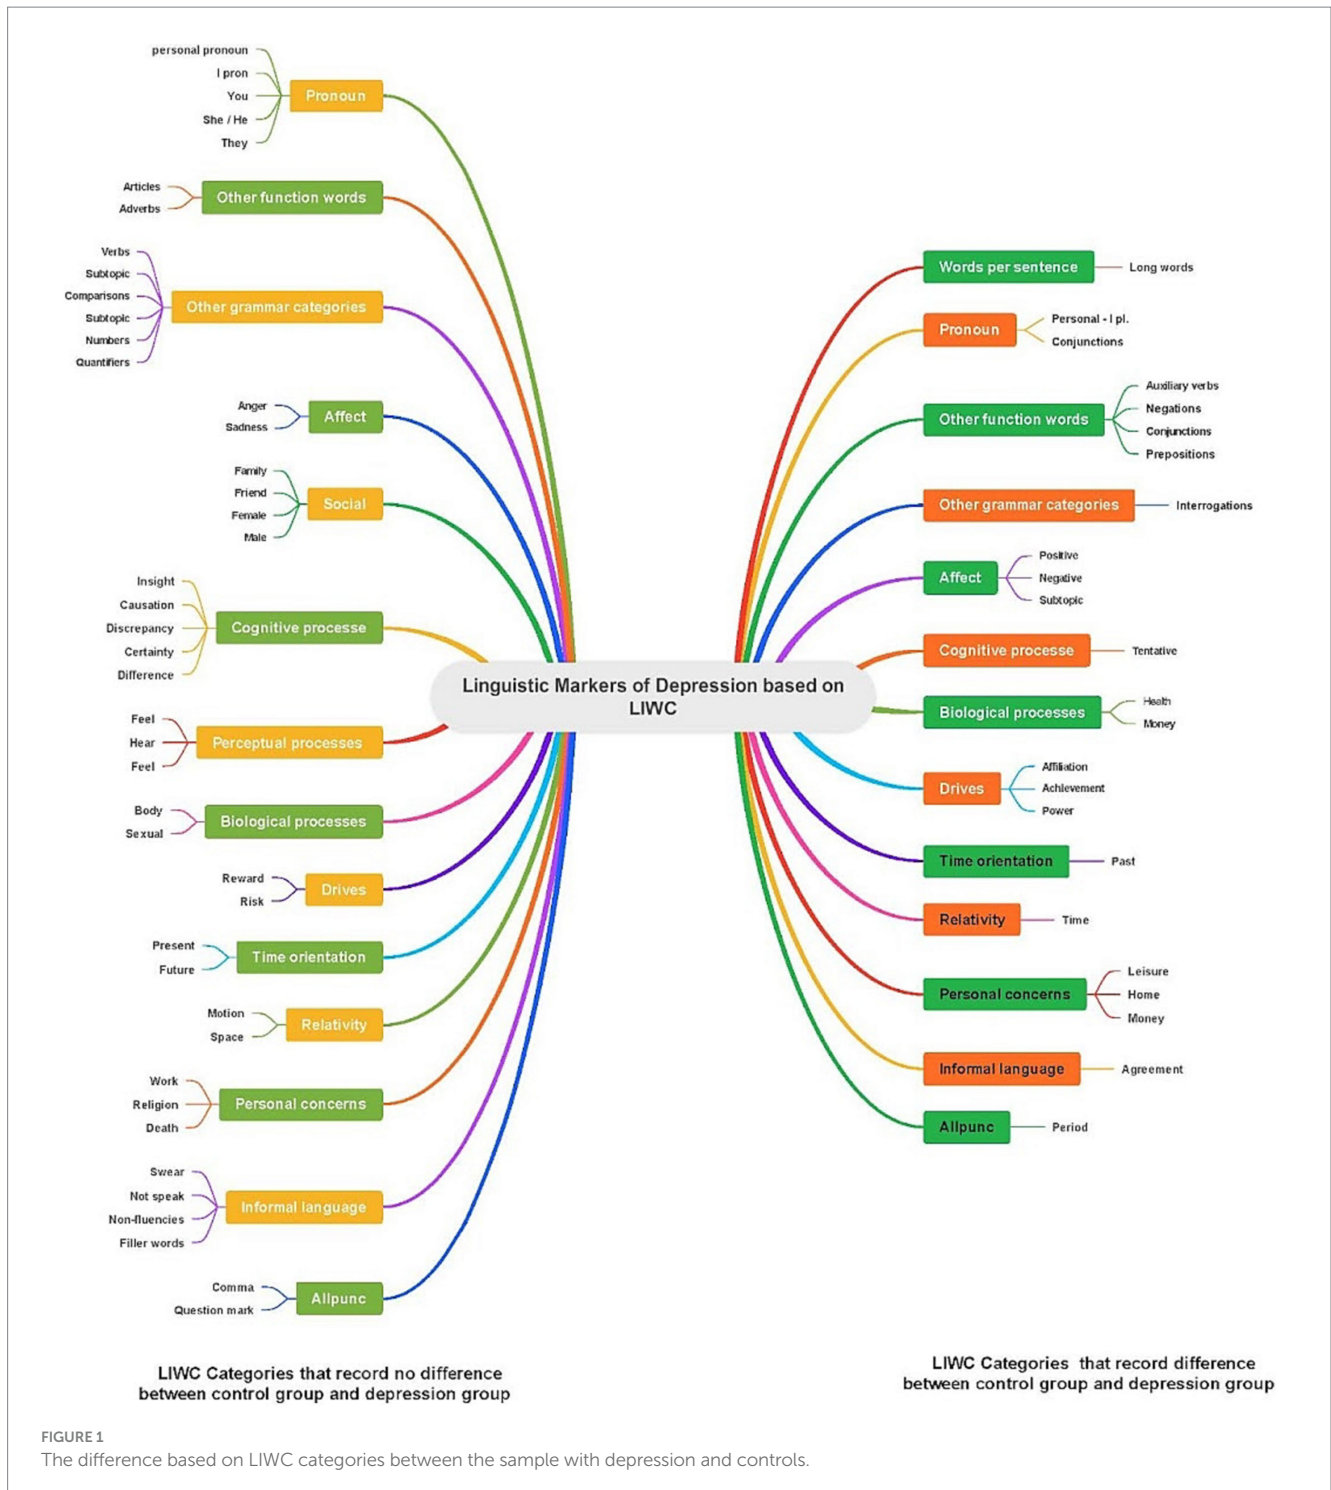 personal pronoun
I pron
You
She / He
They
Pronoun
Articles
Adverbs
Other function words
Verbs
Subtopic
Comparisons
Subtopic
Numbers
Quantifiers
Other grammar categories
Anger
Sadness
Affect
Family
Friend
Female
Male
Social
Insight
Causation
Discrepancy
Certainty
Difference
Cognitive processe
Feel
Hear
Feel
Perceptual processes
Body
Sexual
Biological processes
Reward
Risk
Drives
Present
Future
Time orientation
Motion
Space
Relativity
Work
Religion
Death
Personal concerns
Swear
Not speak
Non-fluencies
Filler words
Informal language
Comma
Question mark
Allpunc
LIWC Categories that record no difference
between control group and depression group
Linguistic Markers of Depression based on
LIWC
Words per sentence
Long words
Pronoun
Personal - I pl.
Conjunctions
Other function words
Auxiliary verbs
Negations
Conjunctions
Prepositions
Other grammar categories
Interrogations
Affect
Positive
Negative
Subtopic
Cognitive processe
Tentative
Biological processes
Health
Money
Drives
Affiliation
Achievement
Power
Time orientation
Past
Relativity
Time
Personal concerns
Leisure
Home
Money
Informal language
Agreement
Allpunc
Period
LIWC Categories that record difference
between control group and depression group
FIGURE 1
The difference based on LIWC categories between the sample with depression and controls.